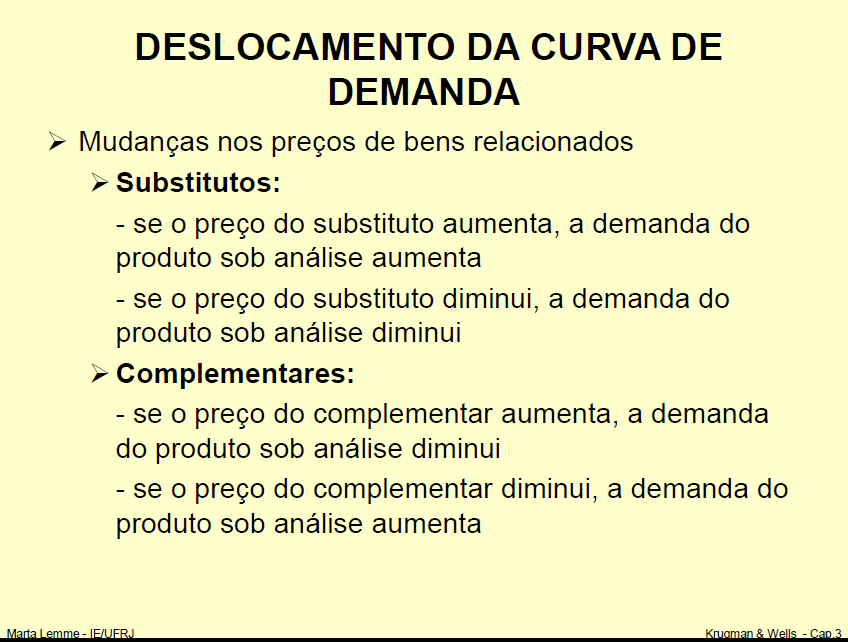 DESLOCAMENTO DA CURVA DE
DEMANDA
Mudanças nos preços de bens relacionados
Substitutos:
- se o preço do substituto aumenta, a demanda do
produto sob análise aumenta
- se o preço do substituto diminui, a demanda do
produto sob análise diminui
Complementares:
- se o preço do complementar aumenta, a demanda
do produto sob análise diminui
- se o preço do complementar diminui, a demanda do
produto sob análise aumenta
Marta Lemme - IE/UFRJ
Krugman & Wells - Cap.3